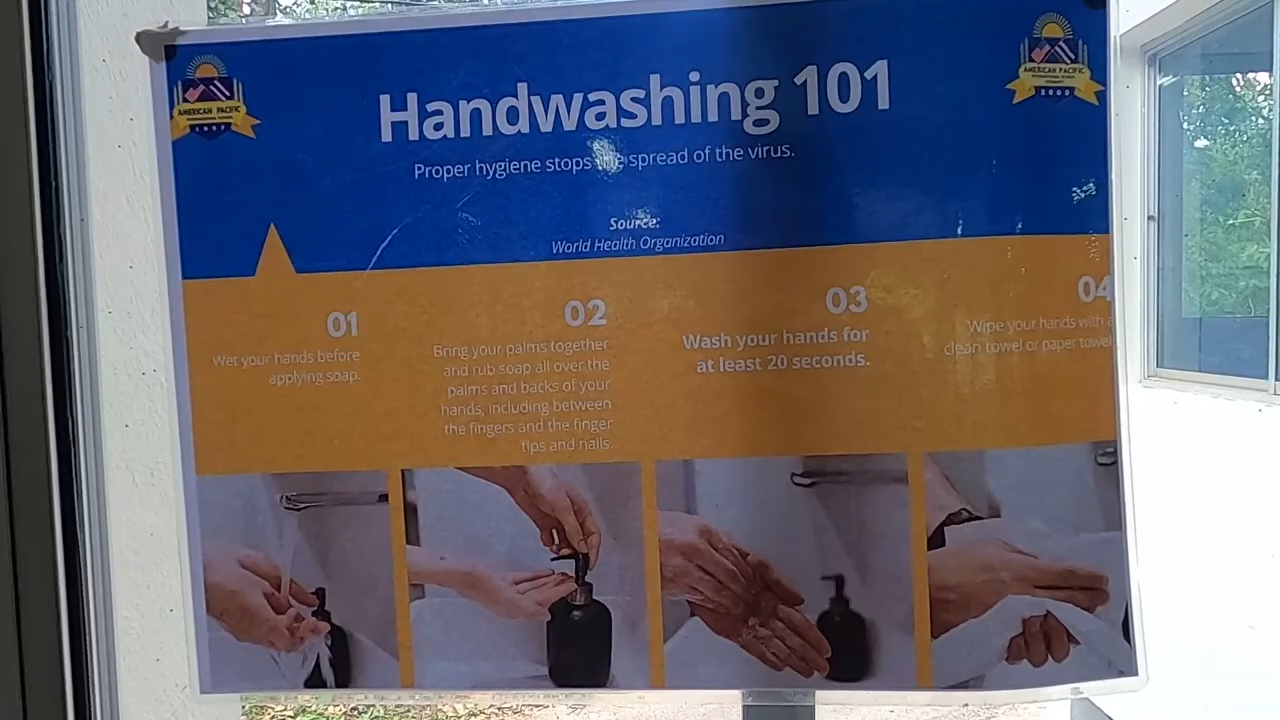 AMERICAN PACIFIC
AMERICAN PACIFIC
2000
Handwashing 101
Proper hygiene stops the spread of the virus.
Source:
World Health Organization
01
Wet your hands before
applying soap.
02
Bring your palms together
and rub soap all over the
palms and backs of your
hands, including between
the fingers and the finger
tips and nails.
03
Wash your hands for
at least 20 seconds.
04
Wipe your hands with a
clean towel or paper towel